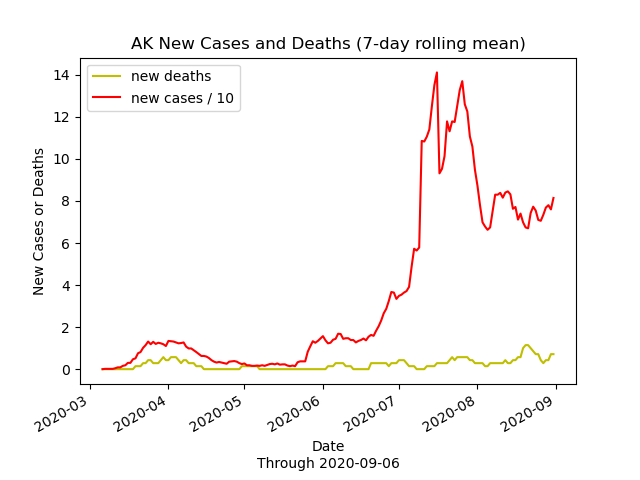 AK New Cases and Deaths (7-day rolling mean)
new deaths
new cases / 10
14
12
10
8
6
4
2
0
New Cases or Deaths
2020-03
2020-04
2020-05
2020-06
2020-07
2020-08
2020-09
Date
Through 2020-09-06